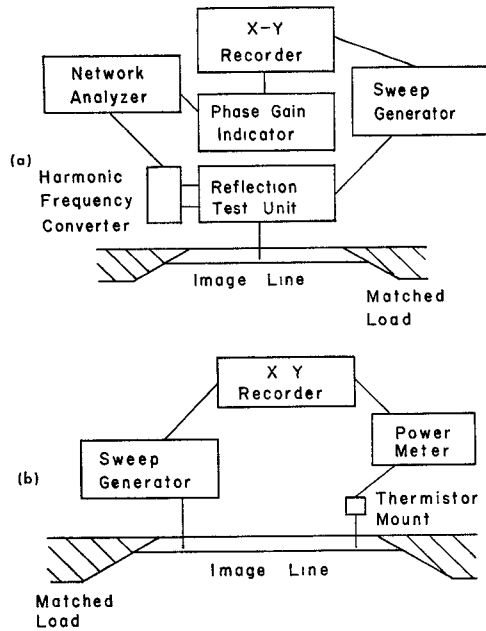 X-Y
Recorder
Network
Analyzer
Phase Gain
Indicator
Sweep
Generator
(a)
Harmonic
Frequency
Converter
Reflection
Test Unit
Image Line
Matched
Load
X Y
Recorder
Power
Meter
Sweep
Generator
(b)
Thermistor
Mount
Image Line
Matched
Load